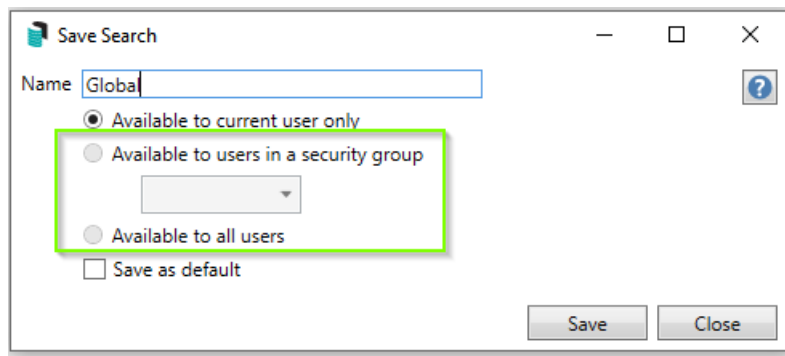 Save Search
Name Global
Available to current user only
Available to users in a security group
Available to all users
Save as default
Save Close